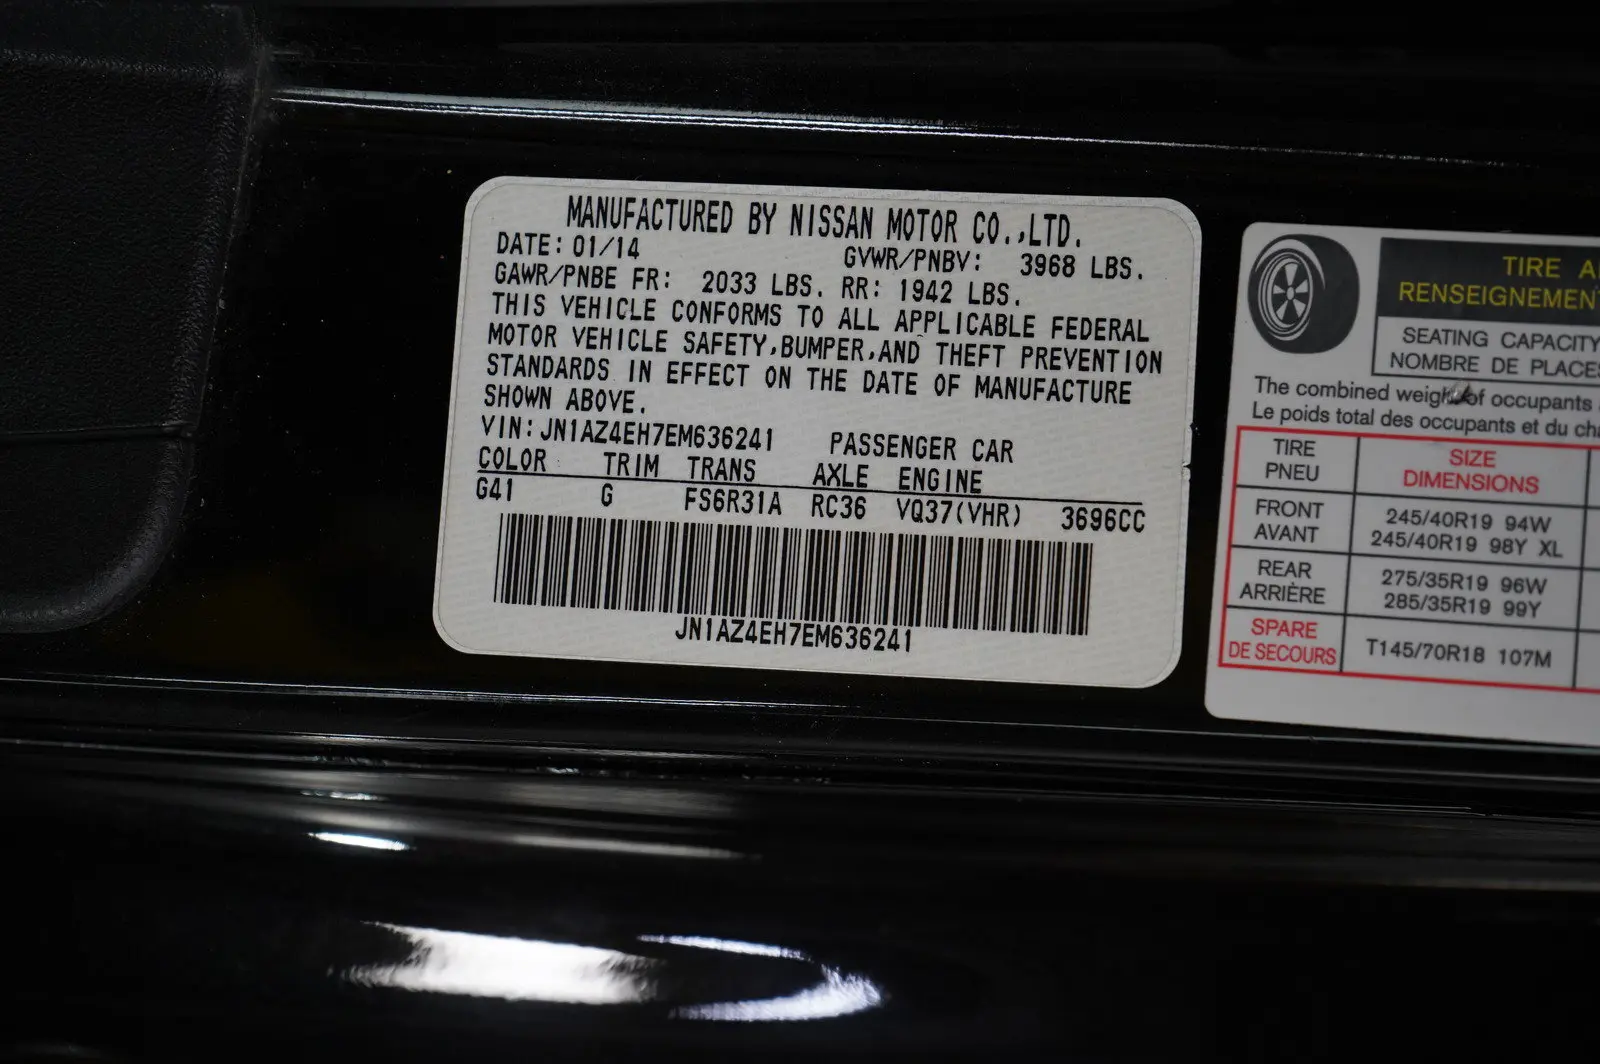 MANUFACTURED BY NISSAN MOTOR CO.,LTD.
DATE: 01/14 GVWR/PNBV: 3968 LBS.
GAWR/PNBE FR: 2033 LBS. RR: 1942 LBS.
THIS VEHICLE CONFORMS TO ALL APPLICABLE FEDERAL
MOTOR VEHICLE SAFETY,BUMPER,AND THEFT PREVENTION
STANDARDS IN EFFECT ON THE DATE OF MANUFACTURE
SHOWN ABOVE.
VIN:JN1AZ4EH7EM636241 PASSENGER CAR
COLOR TRIM TRANS AXLE ENGINE
G41 G FS6R31A RC36 VQ37(VHR) 3696CC
JN1AZ4EH7EM636241
TIRE
RENSEIGNEMEN
SEATING CAPACITY
NOMBRE DE PLACES
The combined weight of occupants
Le poids total des occupants et du
TIRE SIZE
PNEU DIMENSIONS
FRONT 245/40R19 94W
AVANT 245/40R19 98Y XL
REAR 275/35R19 96W
ARRIÈRE 285/35R19 99Y
SPARE T145/70R18 107M
DE SECOURS